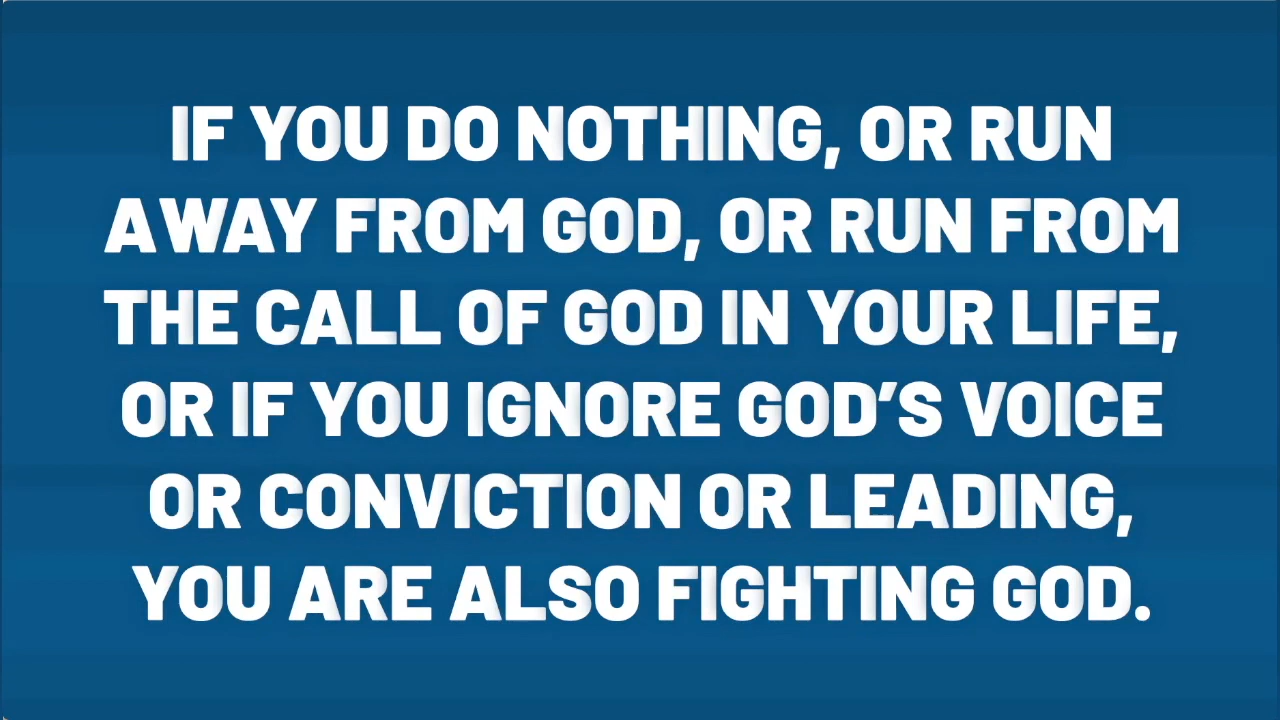 IF YOU DO NOTHING, OR RUN
AWAY FROM GOD, OR RUN FROM
THE CALL OF GOD IN YOUR LIFE,
OR IF YOU IGNORE GOD’S VOICE
OR CONVICTION OR LEADING,
YOU ARE ALSO FIGHTING GOD.